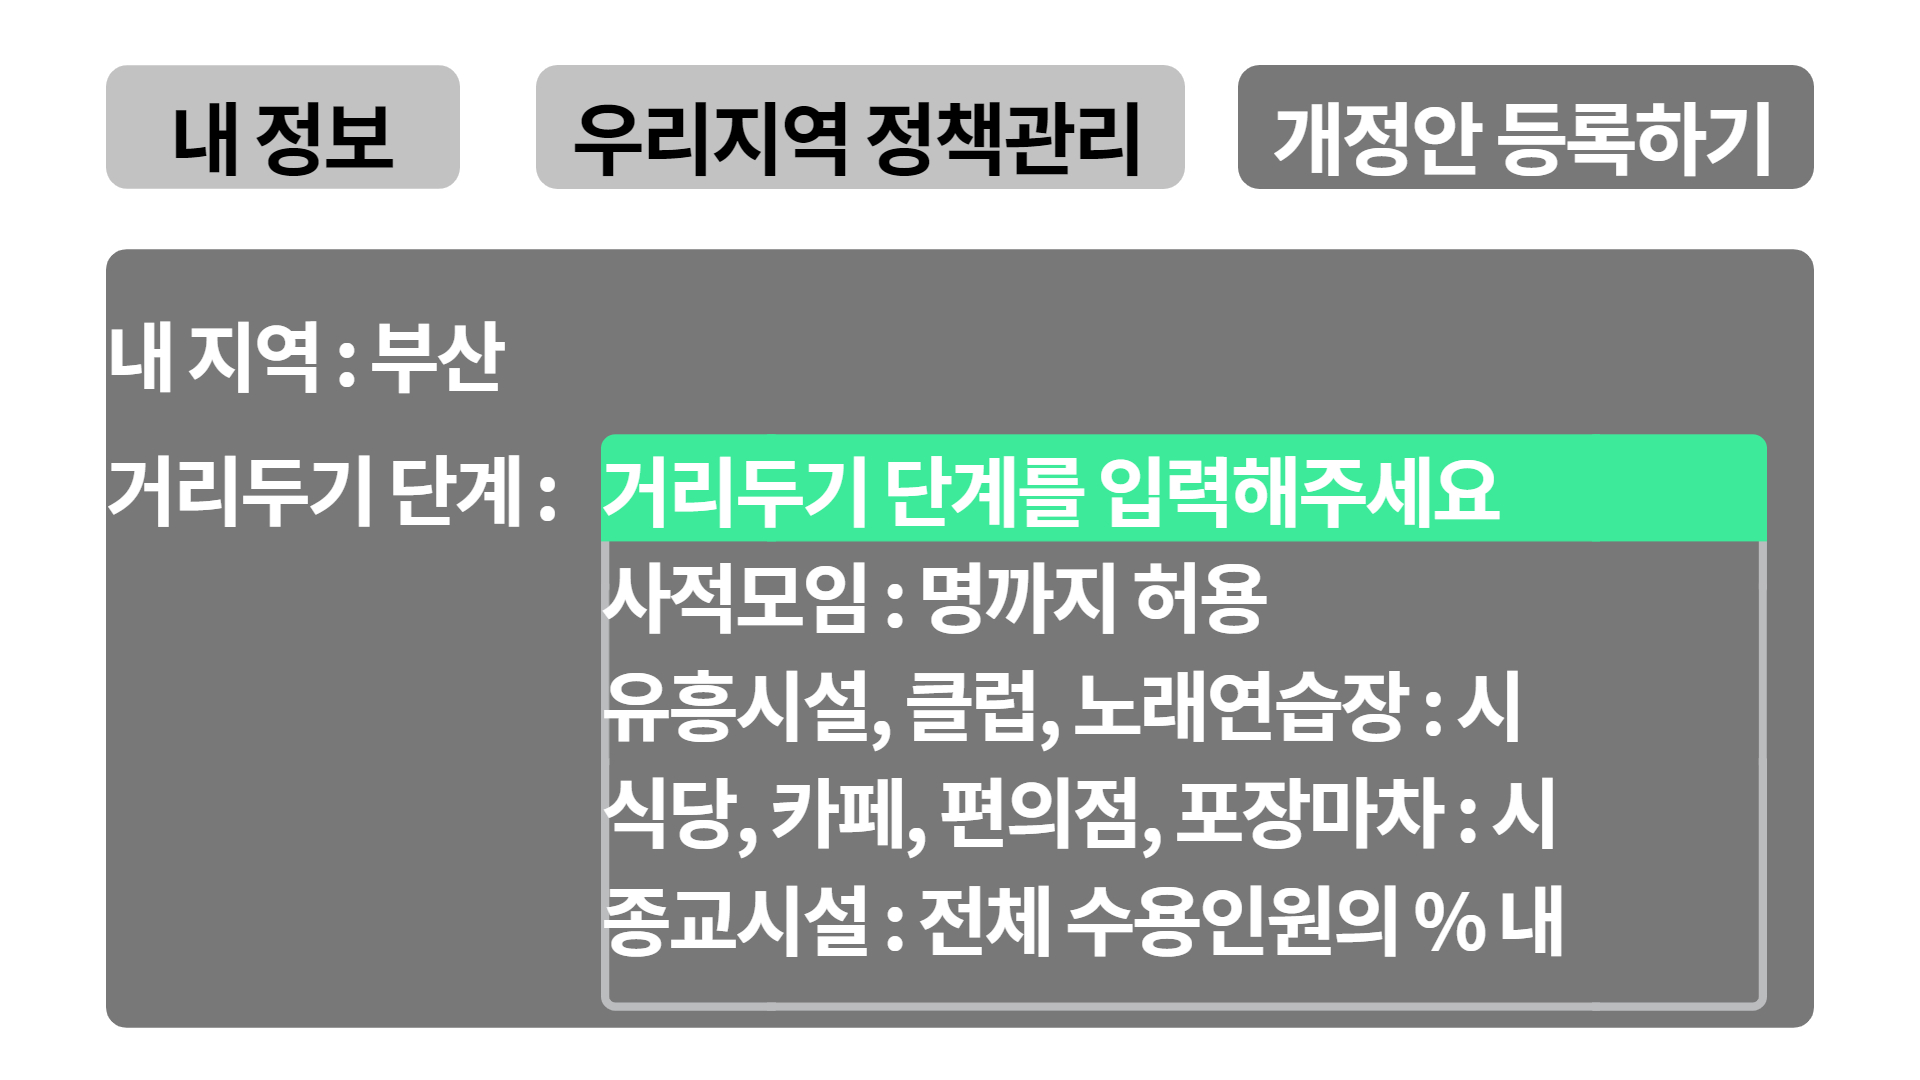 내 정보
우리지역 정책관리
개정안 등록하기
내 지역 : 부산
거리두기 단계 : 거리두기 단계를 입력해주세요
사적모임 : 명까지 허용
유흥시설, 클럽, 노래연습장 : 시
식당, 카페, 편의점, 포장마차 : 시
종교시설 : 전체 수용인원의 % 내